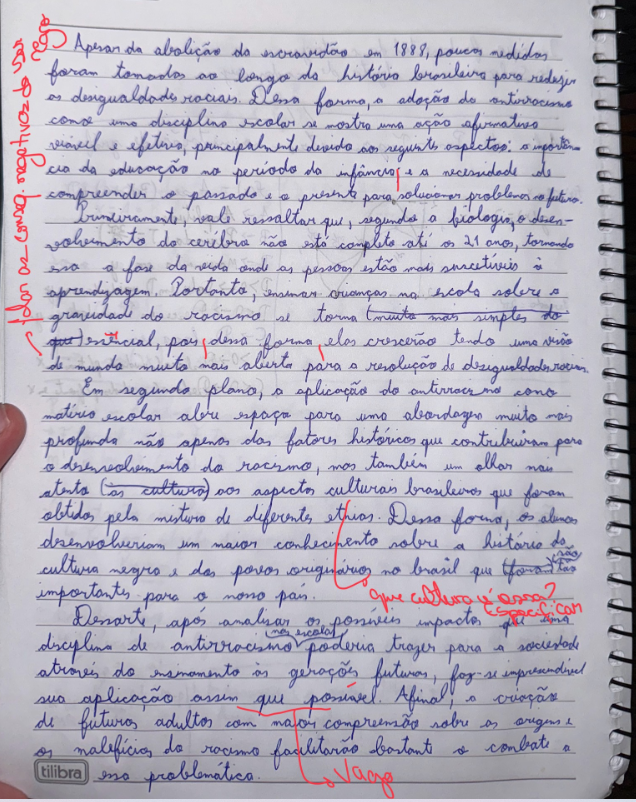 falar as conseq. negativas do ser negro
Apesar da abolição da escravidão em 1888, poucas medidas
foram tomadas ao longo da história brasileira para reduzir
as desigualdades raciais. Dessa forma, a adoção do antirracismo
como uma disciplina escolar se mostra uma ação afirmativa
viável e efetiva, principalmente devido aos seguintes aspectos: a importân-
cia da educação no período da infância e a necessidade de
compreender o passado e o presente para solucionar problemas no futuro.
Primeiramente, vale ressaltar que, segundo a biologia, o desen-
volvimento do cérebro não está completo até os 21 anos, tornando
essa a fase da vida onde as pessoas estão mais suscetíveis à
aprendizagem. Portanto, ensinar crianças na escola sobre a
gravidade do racismo se torna (muito mais simples do
que) essencial, pois dessa forma, elas crescerão tendo uma visão
de mundo muito mais aberta para a resolução de desigualdades raciais.
Em segundo plano, a aplicação do antirracismo como
matéria escolar abre espaço para uma abordagem muito mais
profunda não apenas dos fatores históricos que contribuiram para
o desenvolvimento do racismo, mas também um olhar mais
atento (às cultura) aos aspectos culturais brasileiros que foram
obtidos pela mistura de diferentes etnias. Dessa forma, os alunos
desenvolveriam um maior conhecimento sobre a história da
cultura negra e dos povos originários no brasil que (foram) são tão
importantes para o nosso país.
que cultura é essa?
especificar
Dessarte, após analisar os possíveis impactos que uma
disciplina de antirracismo nas escolas poderia trazer para a sociedade
através do ensinamento às gerações futuras, faz-se imprescindível
sua aplicação assim que possível. Afinal, a criação
de futuros adultos com maior compreensão sobre as origens e
os malefícios do racismo facilitarão bastante o combate a
essa problemática.
Vago
tilibra